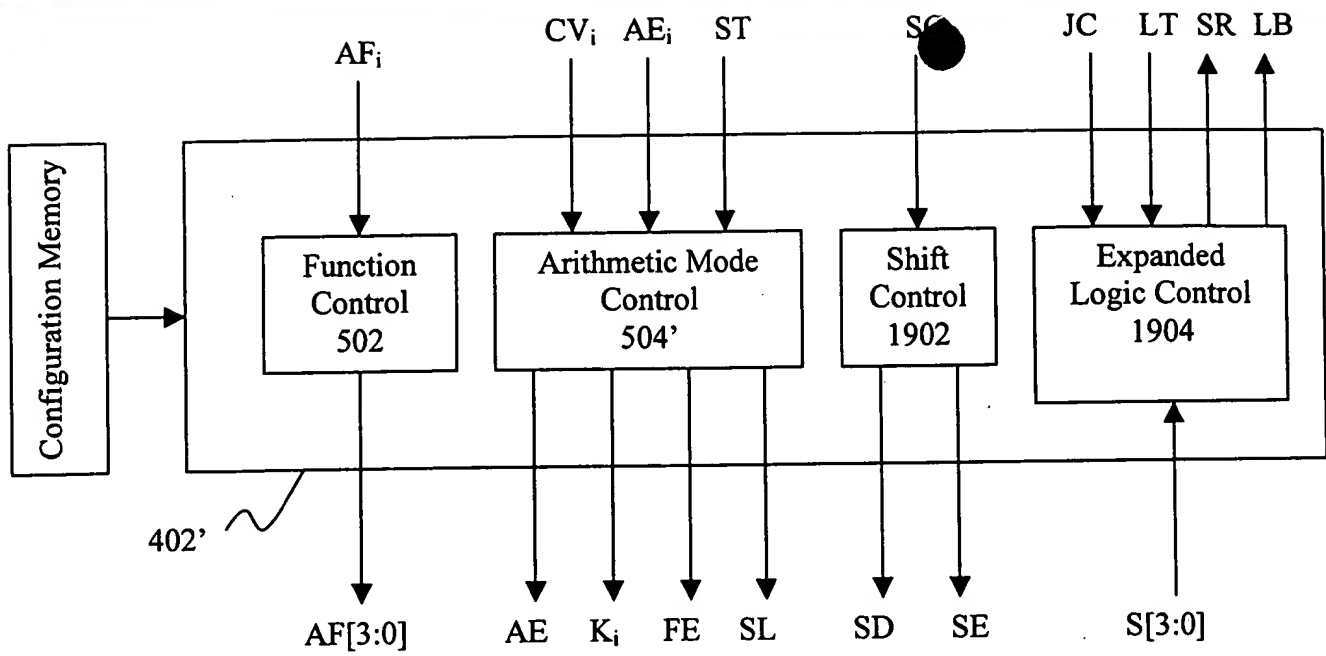 AFᵢ
CVᵢ AEᵢ ST
JC LT SR LB
Configuration Memory
Function
Control
502
Arithmetic Mode
Control
504’
Shift
Control
1902
Expanded
Logic Control
1904
402’
AF[3:0]
AE Kᵢ FE SL
SD SE
S[3:0]